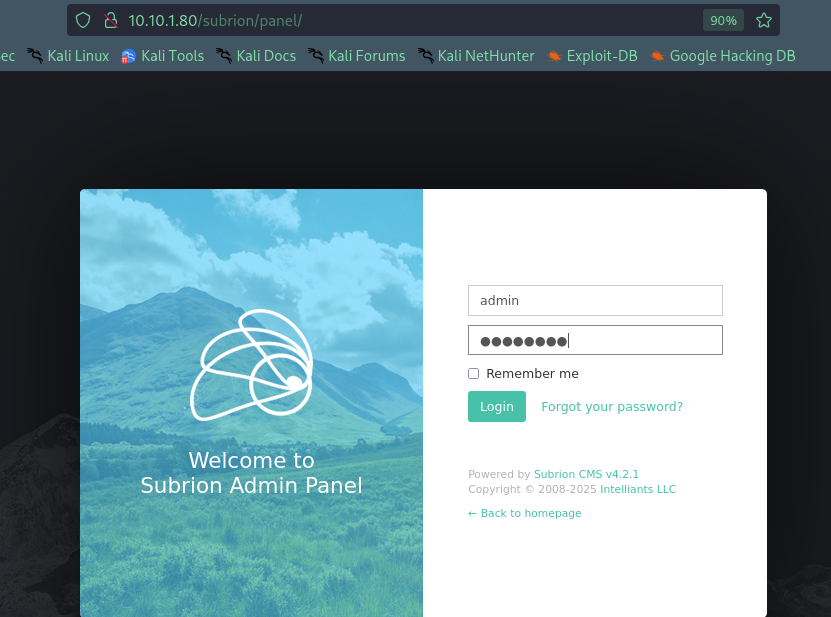 10.10.1.80/subrion/panel/
90%
ec Kali Linux Kali Tools Kali Docs Kali Forums Kali NetHunter Exploit-DB Google Hacking DB
Welcome to
Subrion Admin Panel
admin
●●●●●●●●
Remember me
Login Forgot your password?
Powered by Subrion CMS v4.2.1
Copyright © 2008-2025 Intelliants LLC
← Back to homepage